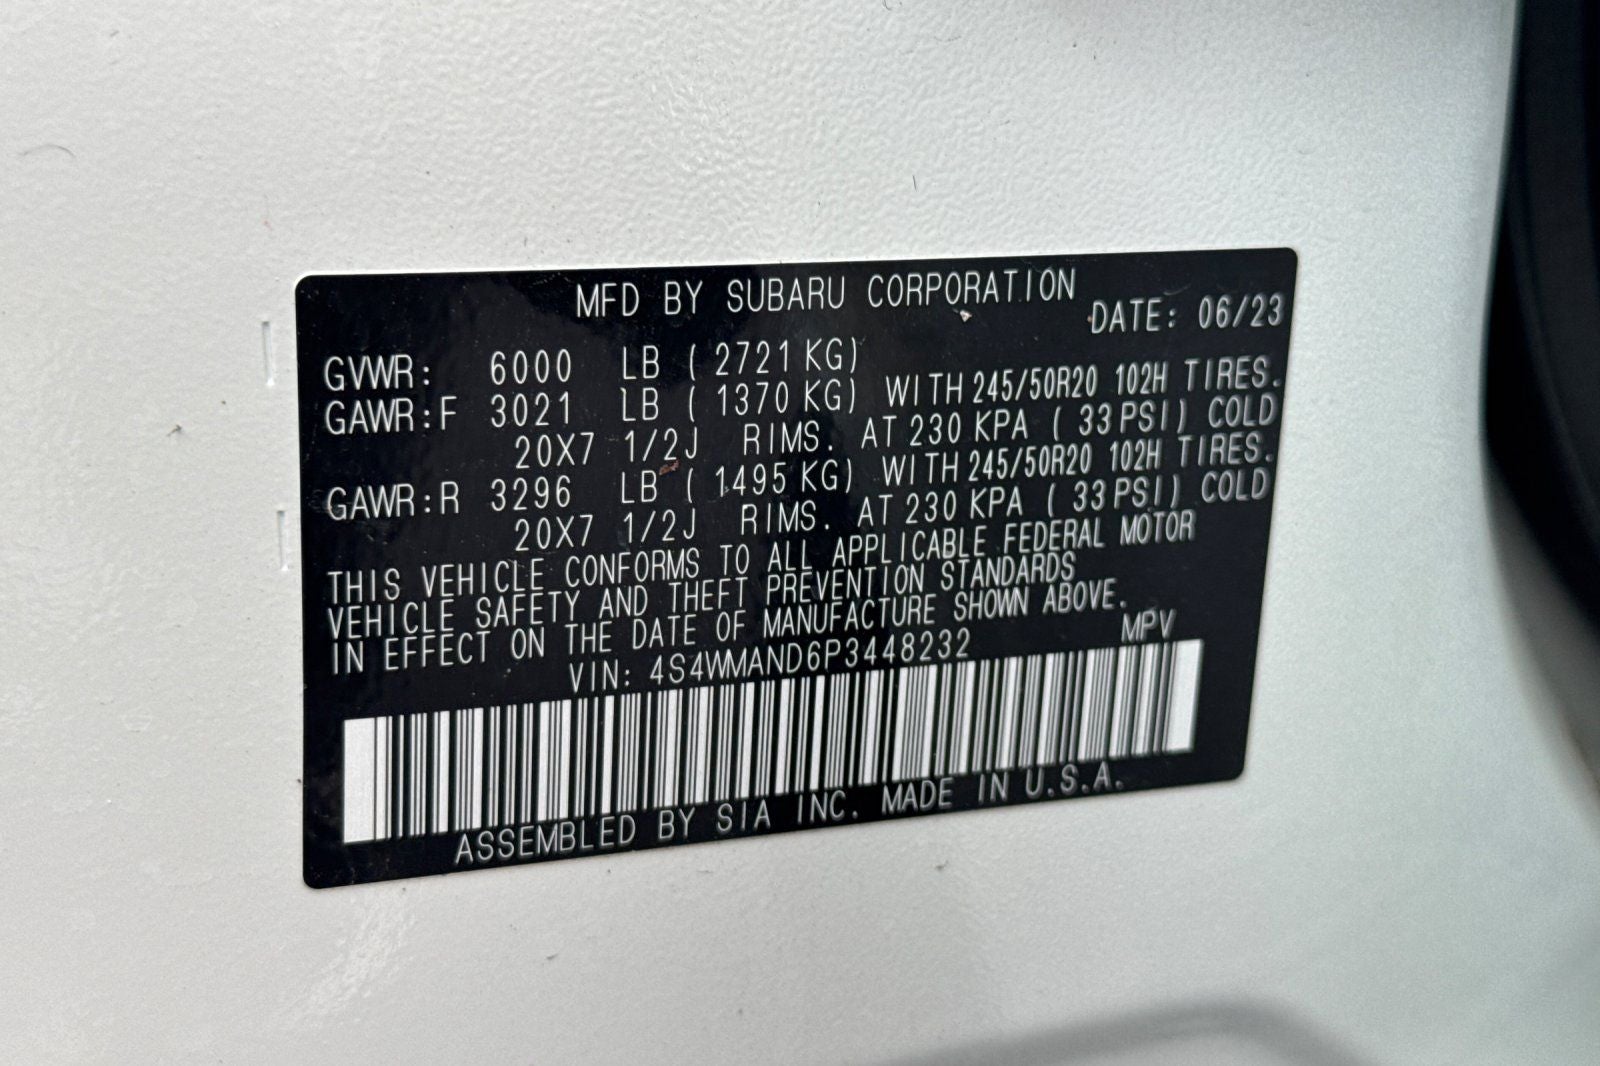 MFD BY SUBARU CORPORATION
DATE: 06/23
GVWR: 6000 LB ( 2721 KG)
GAWR:F 3021 LB ( 1370 KG) WITH 245/50R20 102H TIRES.
20X7 1/2J RIMS. AT 230 KPA ( 33 PSI) COLD
GAWR:R 3296 LB ( 1495 KG) WITH 245/50R20 102H TIRES.
20X7 1/2J RIMS. AT 230 KPA ( 33 PSI) COLD
THIS VEHICLE CONFORMS TO ALL APPLICABLE FEDERAL MOTOR
VEHICLE SAFETY AND THEFT PREVENTION STANDARDS
IN EFFECT ON THE DATE OF MANUFACTURE SHOWN ABOVE.
VIN: 4S4WMAND6P3448232 MPV
ASSEMBLED BY SIA INC. MADE IN U.S.A.